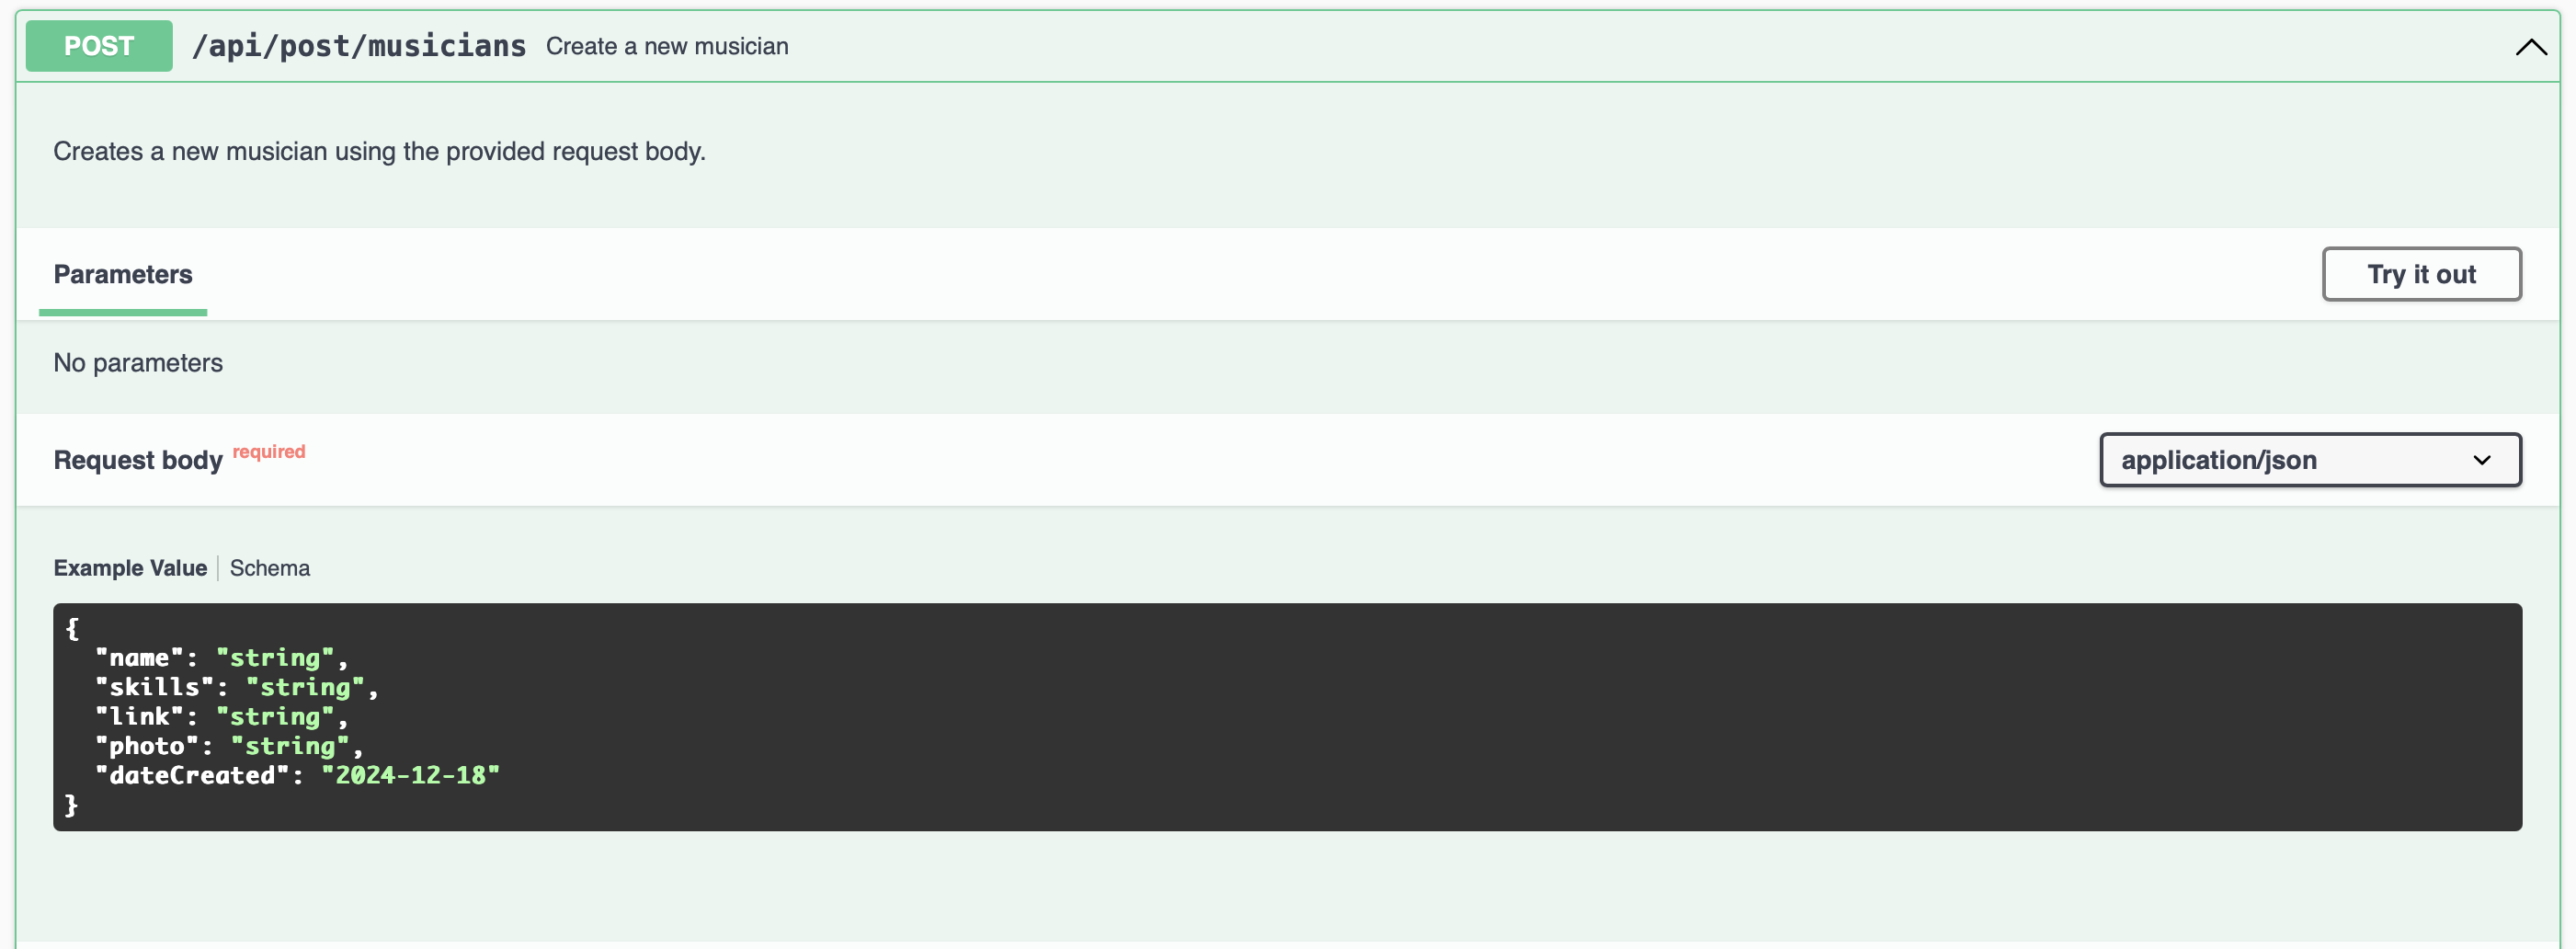 POST /api/post/musicians Create a new musician
Creates a new musician using the provided request body.
Parameters
Try it out
No parameters
Request body required
application/json
Example Value | Schema
{
  "name": "string",
  "skills": "string",
  "link": "string",
  "photo": "string",
  "dateCreated": "2024-12-18"
}